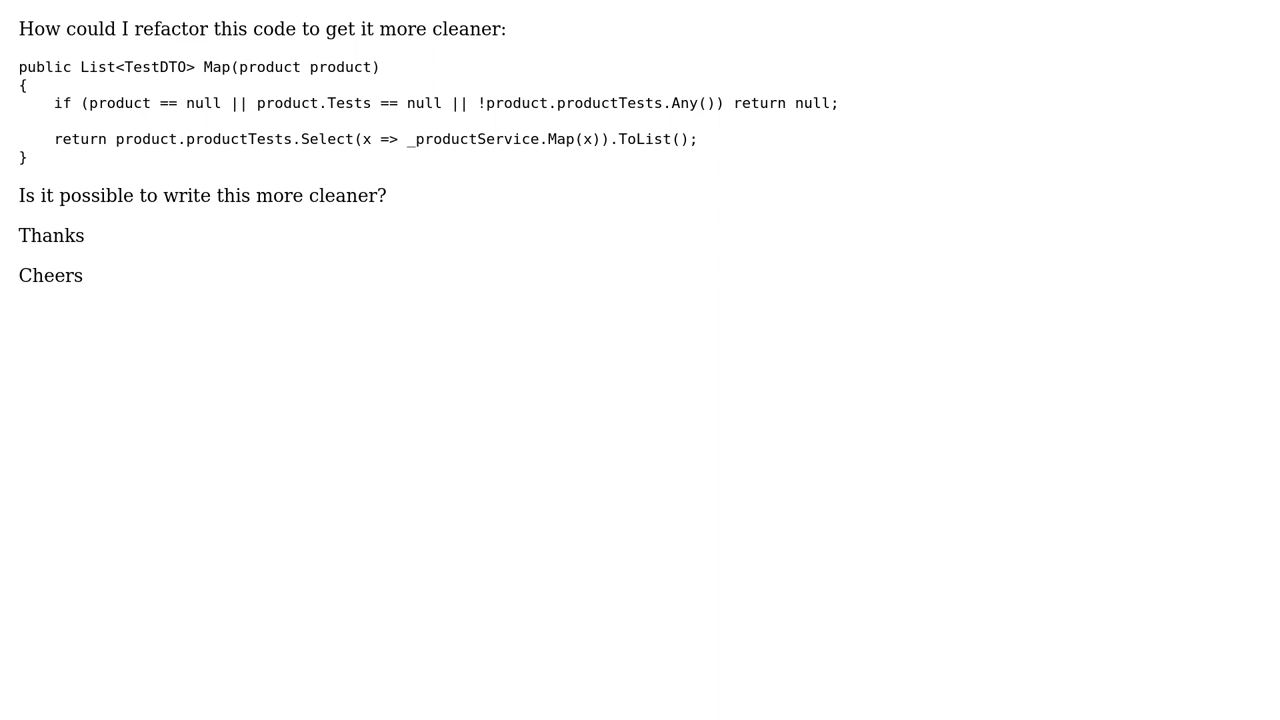 How could I refactor this code to get it more cleaner:
public List<TestDTO> Map(product product)
{
    if (product == null || product.Tests == null || !product.productTests.Any()) return null;
    return product.productTests.Select(x => _productService.Map(x)).ToList();
}
Is it possible to write this more cleaner?
Thanks
Cheers